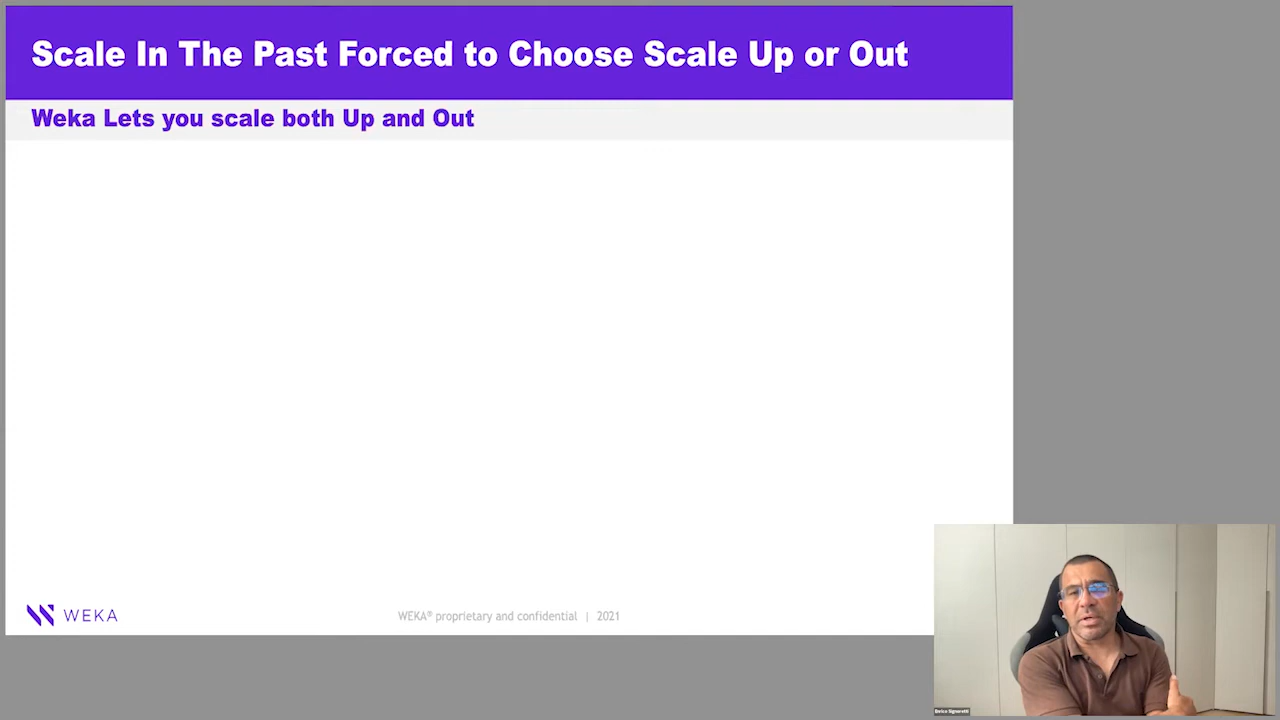 Scale In The Past Forced to Choose Scale Up or Out
Weka Lets you scale both Up and Out
WEKA
WEKA® proprietary and confidential | 2021